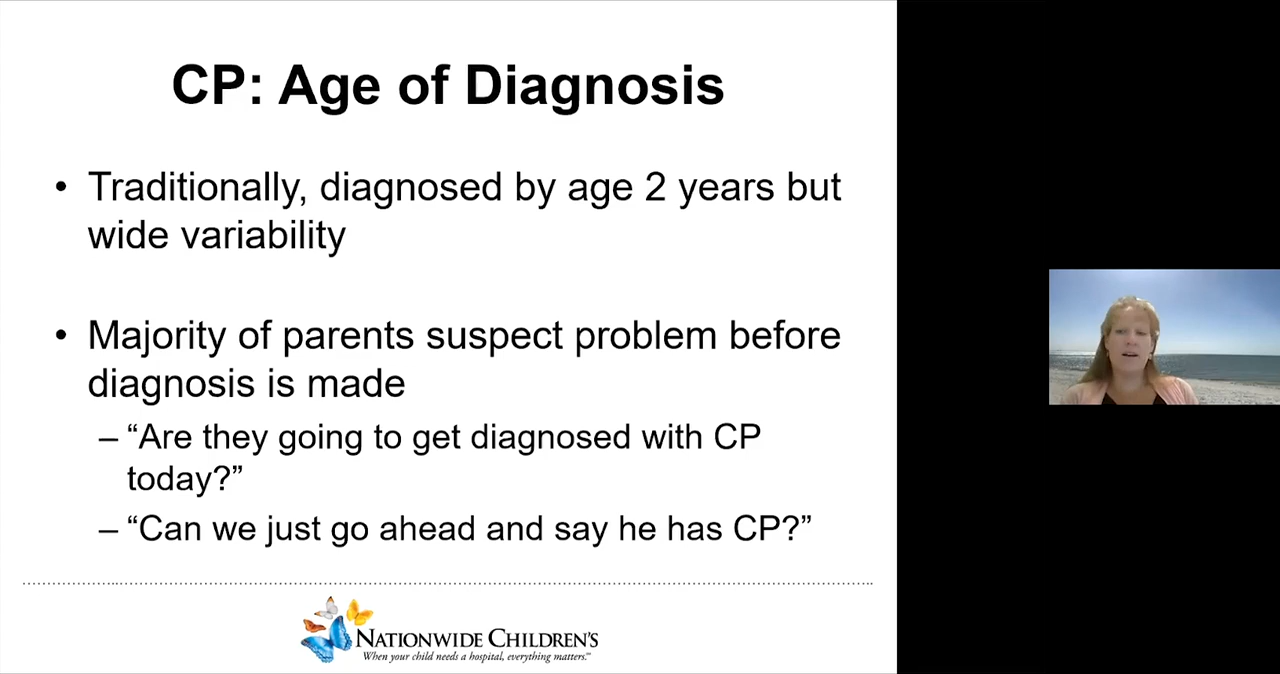 CP: Age of Diagnosis
• Traditionally, diagnosed by age 2 years but
wide variability
• Majority of parents suspect problem before
diagnosis is made
– “Are they going to get diagnosed with CP
today?”
– “Can we just go ahead and say he has CP?”
NATIONWIDE CHILDREN'S
When your child needs a hospital, everything matters.™